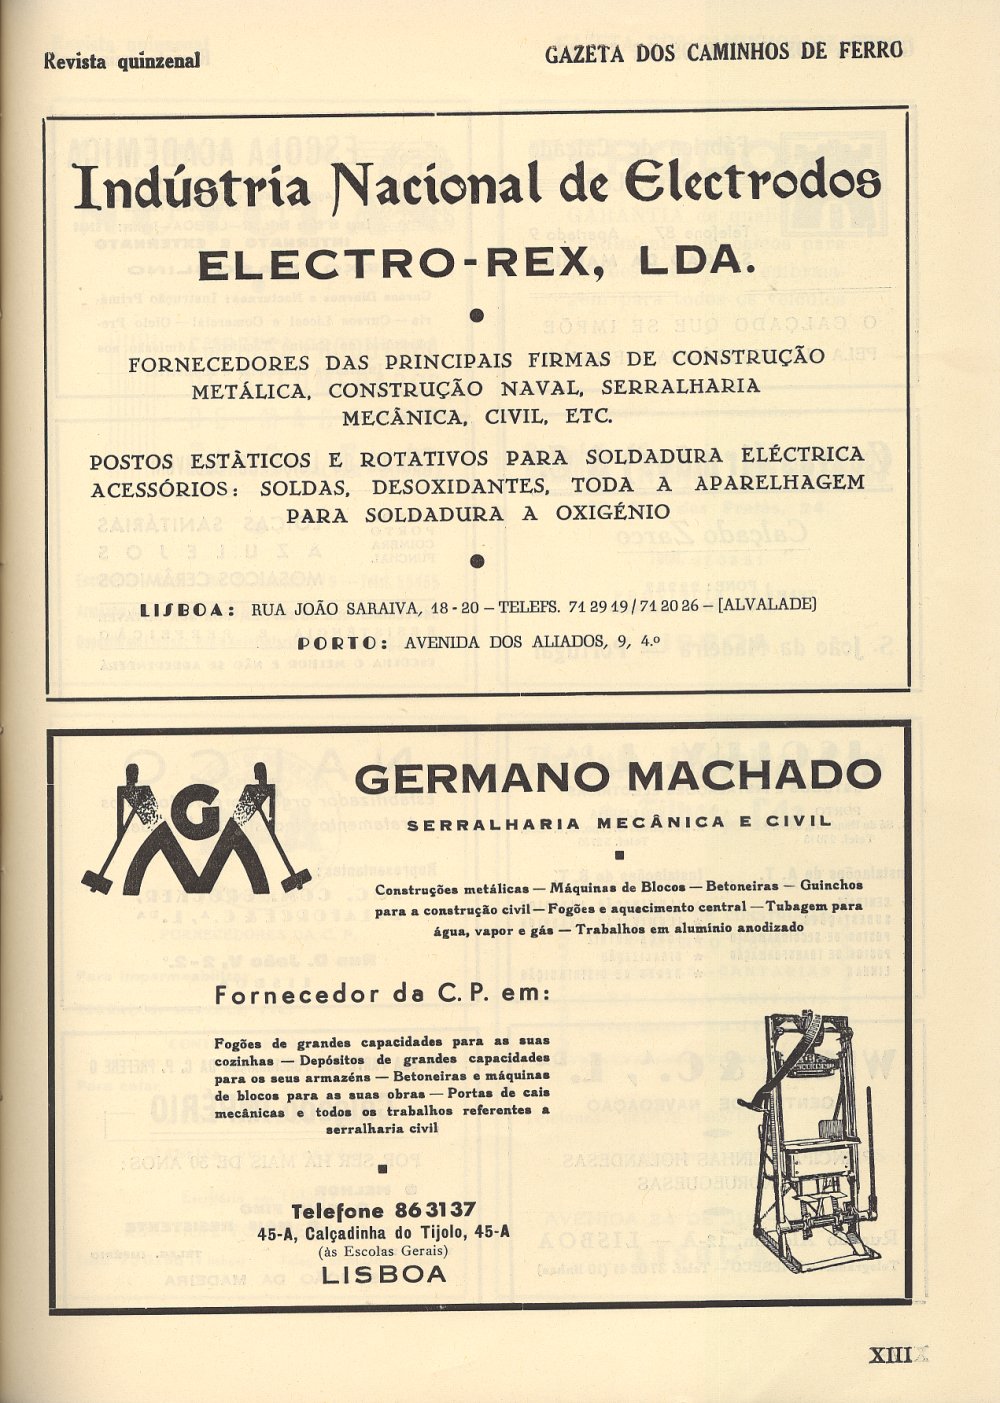 Revista quinzenal
GAZETA DOS CAMINHOS DE FERRO
Indústria Nacional de Electrodos
ELECTRO-REX, LDA.
FORNECEDORES DAS PRINCIPAIS FIRMAS DE CONSTRUÇÃO
METÁLICA, CONSTRUÇÃO NAVAL, SERRALHARIA
MECÂNICA, CIVIL, ETC.
POSTOS ESTÀTICOS E ROTATIVOS PARA SOLDADURA ELÉCTRICA
ACESSÓRIOS: SOLDAS, DESOXIDANTES, TODA A APARELHAGEM
PARA SOLDADURA A OXIGÉNIO
LISBOA: RUA JOÃO SARAIVA, 18-20 – TELEFS. 71 29 19/71 20 26 – (ALVALADE)
PORTO: AVENIDA DOS ALIADOS, 9, 4.º
GM
GERMANO MACHADO
SERRALHARIA MECÂNICA E CIVIL
Construções metálicas — Máquinas de Blocos — Betoneiras — Guinchos
para a construção civil — Fogões e aquecimento central — Tubagem para
água, vapor e gás — Trabalhos em alumínio anodizado
Fornecedor da C. P. em:
Fogões de grandes capacidades para as suas
cozinhas — Depósitos de grandes capacidades
para os seus armazéns — Betoneiras e máquinas
de blocos para as suas obras — Portas de cais
mecânicas e todos os trabalhos referentes a
serralharia civil
Telefone 86 31 37
45-A, Calçadinha do Tijolo, 45-A
(às Escolas Gerais)
LISBOA
XIII